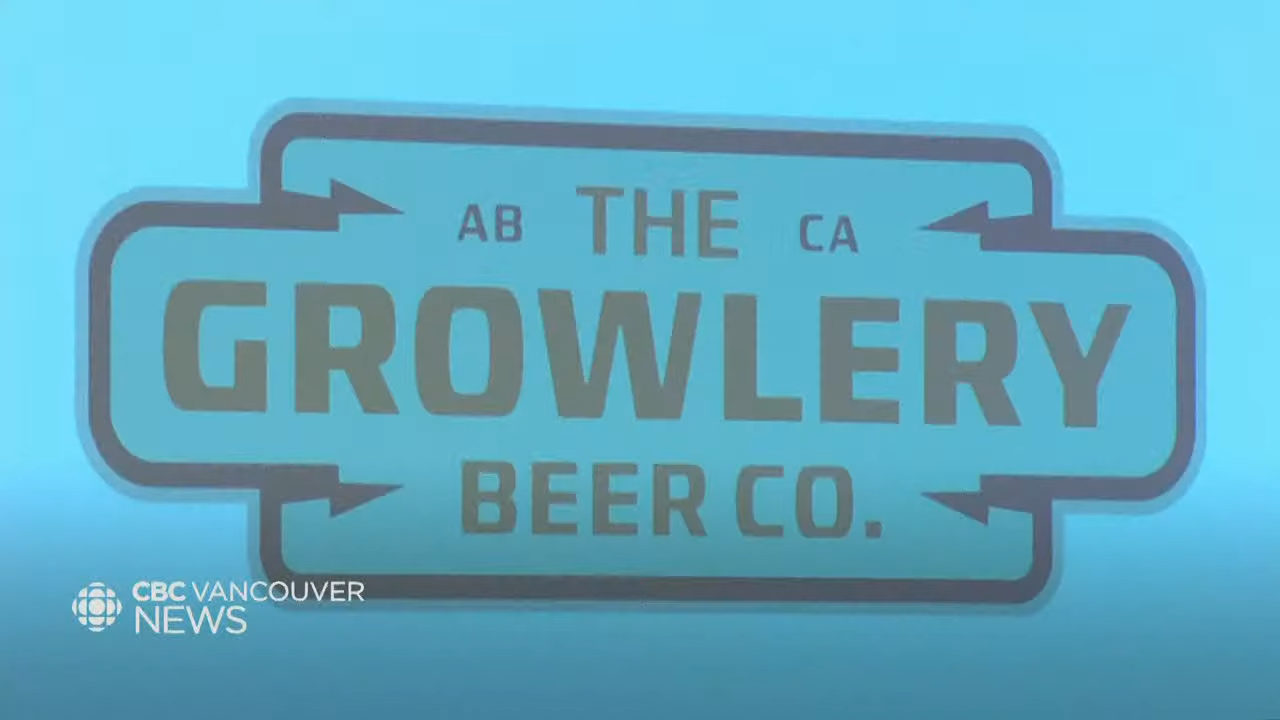 AB THE CA
GROWLERY
BEER CO.
CBC VANCOUVER
NEWS